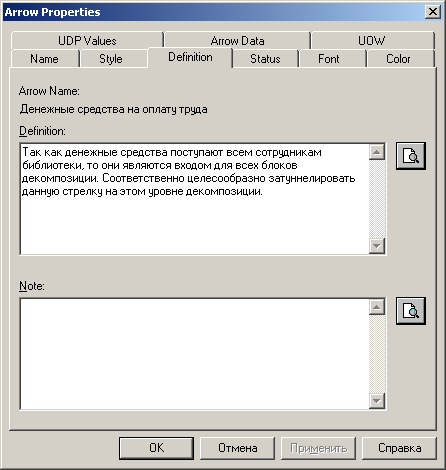 Arrow Properties
UDP Values Arrow Data UOW
Name Style Definition Status Font Color
Arrow Name:
Денежные средства на оплату труда
Definition:
Так как денежные средства поступают всем сотрудникам
библиотеки, то они являются входом для всех блоков
декомпозиции. Соответственно целесообразно затуннелировать
данную стрелку на этом уровне декомпозиции.
Note:
OK Отмена Применить Справка